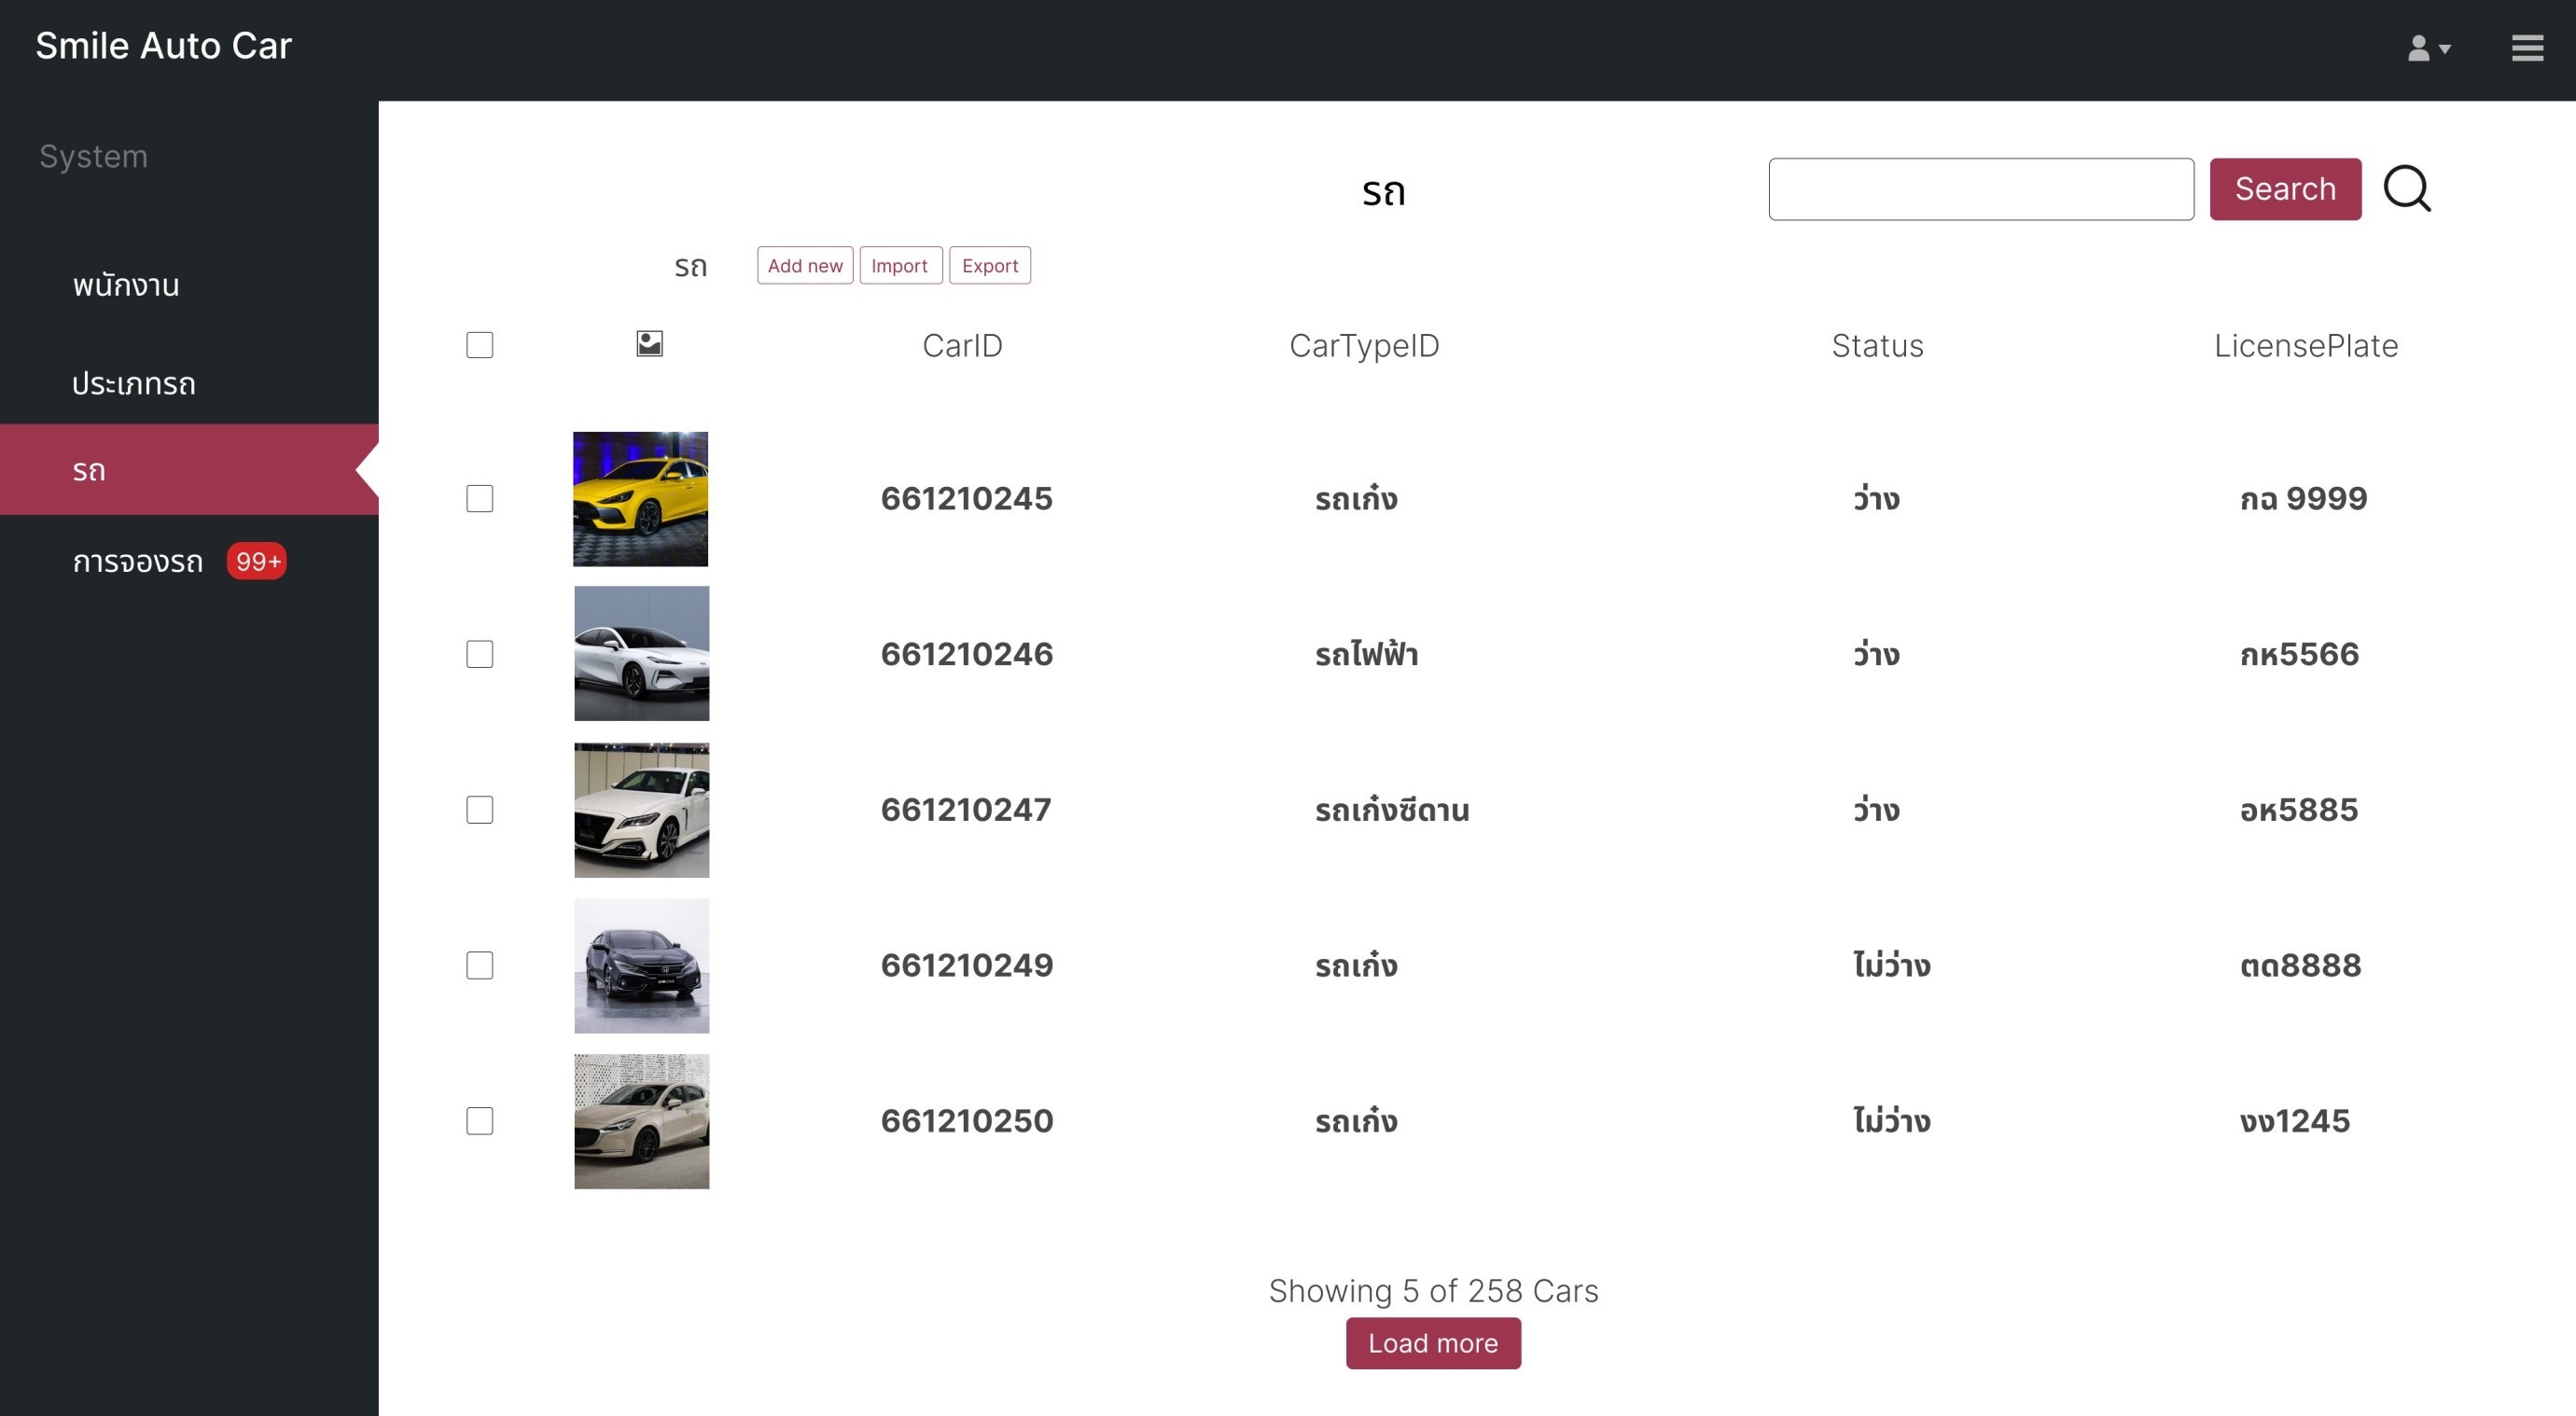 Smile Auto Car
System
พนักงาน
ประเภทรถ
รถ
การจองรถ 99+
รถ
Search
รถ Add new Import Export
CarID CarTypeID Status LicensePlate
661210245 รถเก๋ง ว่าง กฉ 9999
661210246 รถไฟฟ้า ว่าง กห5566
661210247 รถเก๋งซีดาน ว่าง อห5885
661210249 รถเก๋ง ไม่ว่าง ตด8888
661210250 รถเก๋ง ไม่ว่าง งง1245
Showing 5 of 258 Cars
Load more